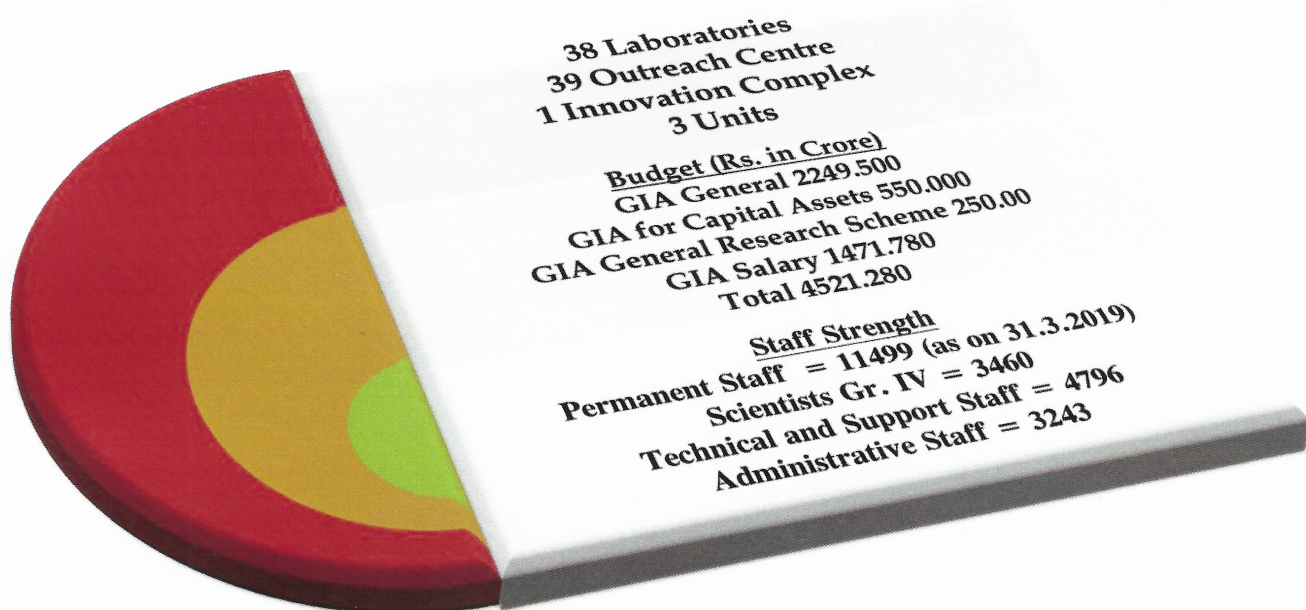 38 Laboratories
39 Outreach Centre
1 Innovation Complex
3 Units
Budget (Rs. in Crore)
GIA General 2249.500
GIA for Capital Assets 550.000
GIA General Research Scheme 250.00
GIA Salary 1471.780
Total 4521.280
Staff Strength
Permanent Staff = 11499 (as on 31.3.2019)
Scientists Gr. IV = 3460
Technical and Support Staff = 4796
Administrative Staff = 3243